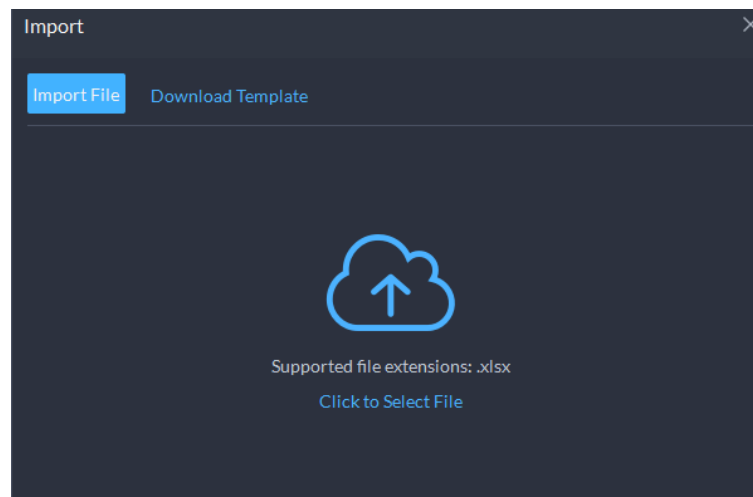 Import
Import File
Download Template
Supported file extensions: .xlsx
Click to Select File